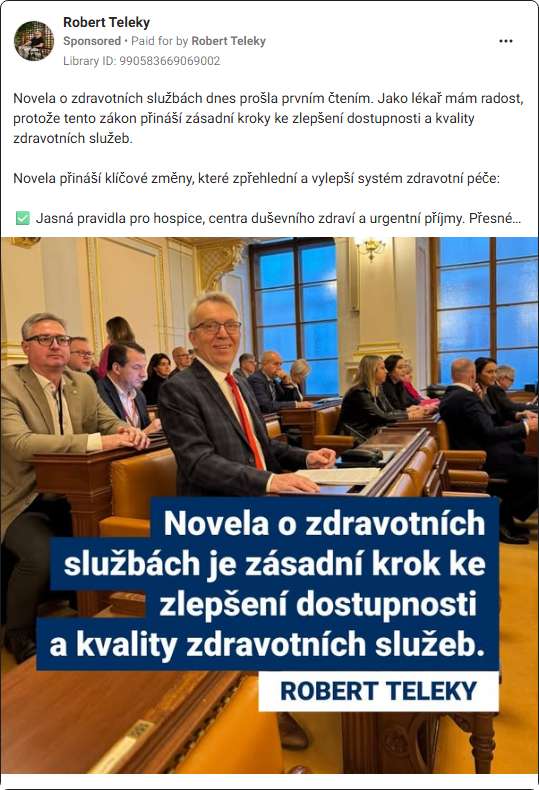 Robert Teleky
Sponsored • Paid for by Robert Teleky
Library ID: 990583669069002
Novela o zdravotních službách dnes prošla prvním čtením. Jako lékař mám radost,
protože tento zákon přináší zásadní kroky ke zlepšení dostupnosti a kvality
zdravotních služeb.
Novela přináší klíčové změny, které zpřehlední a vylepší systém zdravotní péče:
✅ Jasná pravidla pro hospice, centra duševního zdraví a urgentní příjmy. Přesné...
Novela o zdravotních
službách je zásadní krok ke
zlepšení dostupnosti
a kvality zdravotních služeb.
ROBERT TELEKY